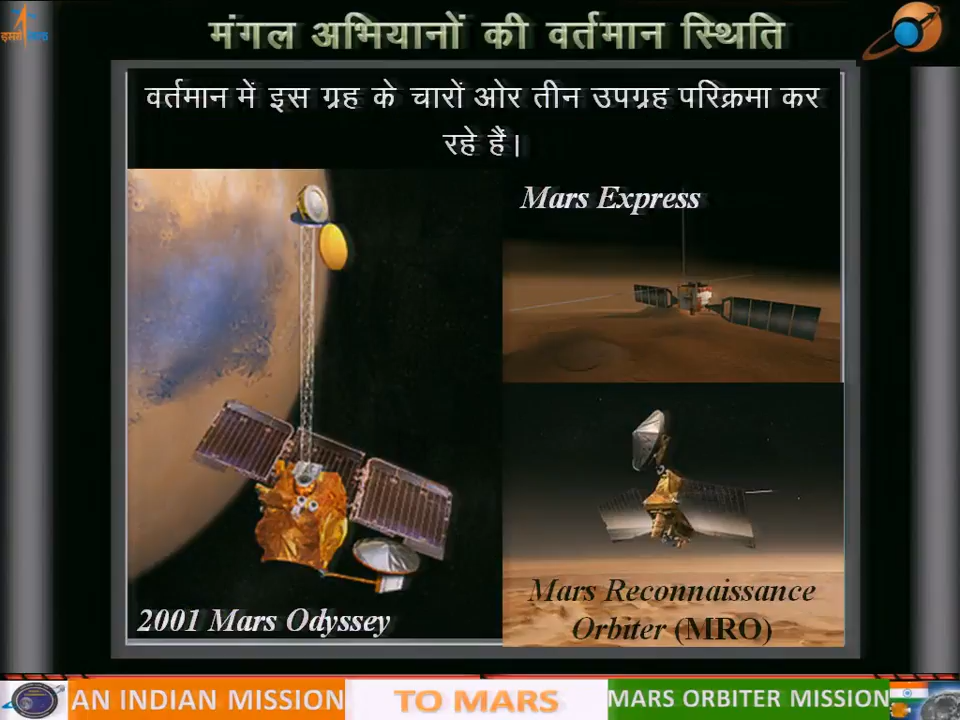 मंगल अभियानों की वर्तमान स्थिति
वर्तमान में इस ग्रह के चारों ओर तीन उपग्रह परिक्रमा कर
रहे हैं।
Mars Express
2001 Mars Odyssey
Mars Reconnaissance
Orbiter (MRO)
AN INDIAN MISSION
TO MARS
MARS ORBITER MISSION